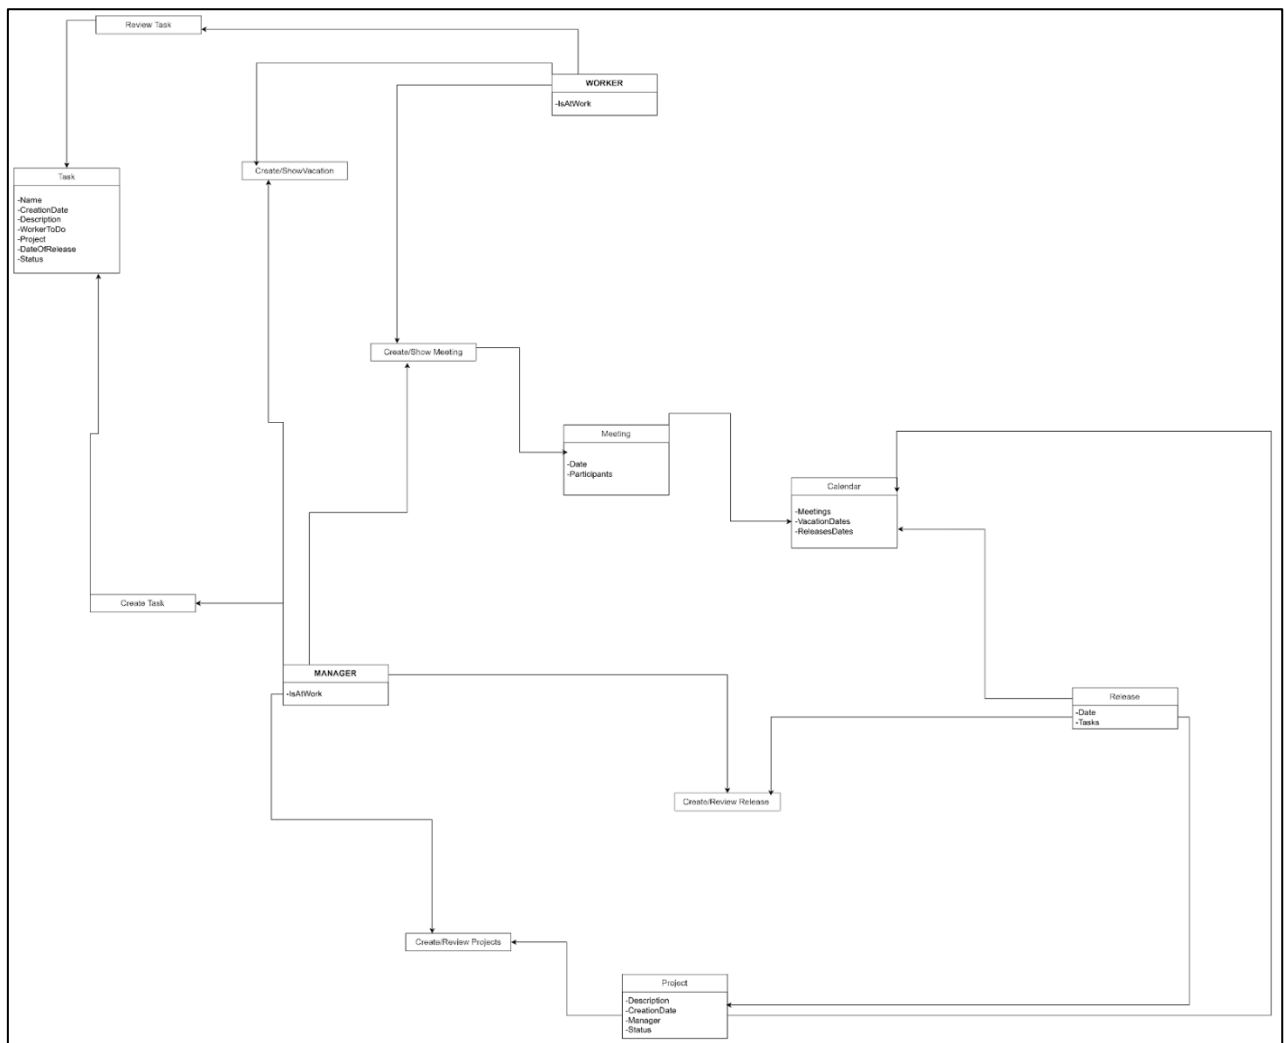 Review Task
WORKER
-IsAtWork
Create/ShowVacation
Task
-Name
-CreationDate
-Description
-WorkerToDo
-Project
-DateOfRelease
-Status
Create/Show Meeting
Meeting
-Date
-Participants
Calendar
-Meetings
-VacationDates
-ReleasesDates
Create Task
MANAGER
-IsAtWork
Release
-Date
-Tasks
Create/Review Release
Create/Review Projects
Project
-Description
-CreationDate
-Manager
-Status